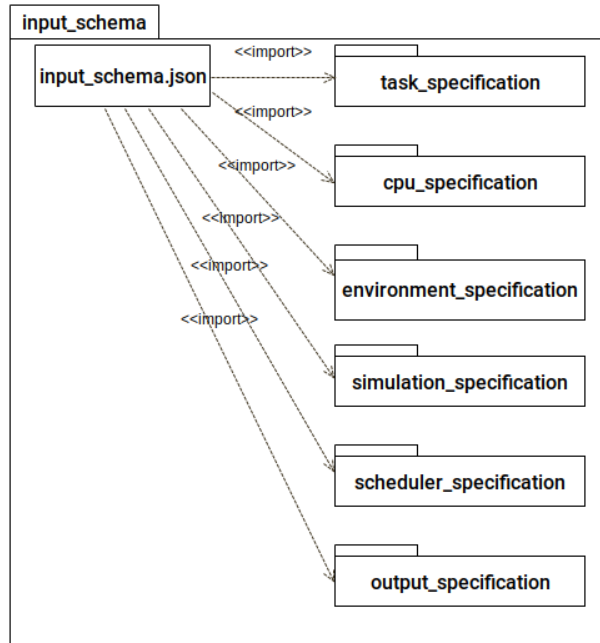 input_schema
<<import>>
input_schema.json
task_specification
<<import>>
<<import>>
cpu_specification
<<import>>
<<import>>
environment_specification
<<import>>
simulation_specification
scheduler_specification
output_specification